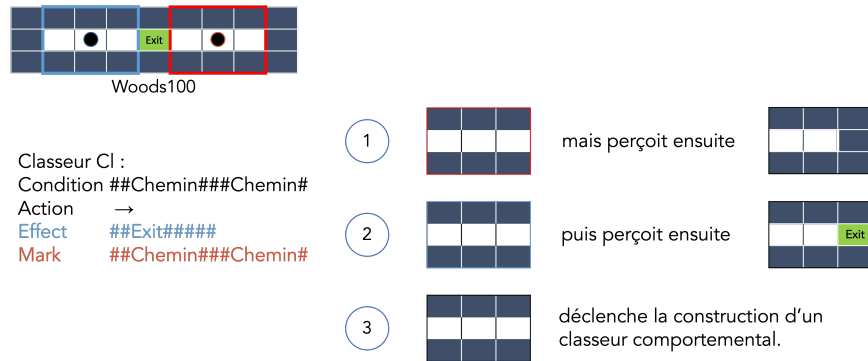 Exit
Woods100
1
mais perçoit ensuite
Classeur Cl :
Condition ##Chemin###Chemin#
Action →
Effect ##Exit#####
Mark ##Chemin###Chemin#
2
puis perçoit ensuite
Exit
3
déclenche la construction d'un
classeur comportemental.